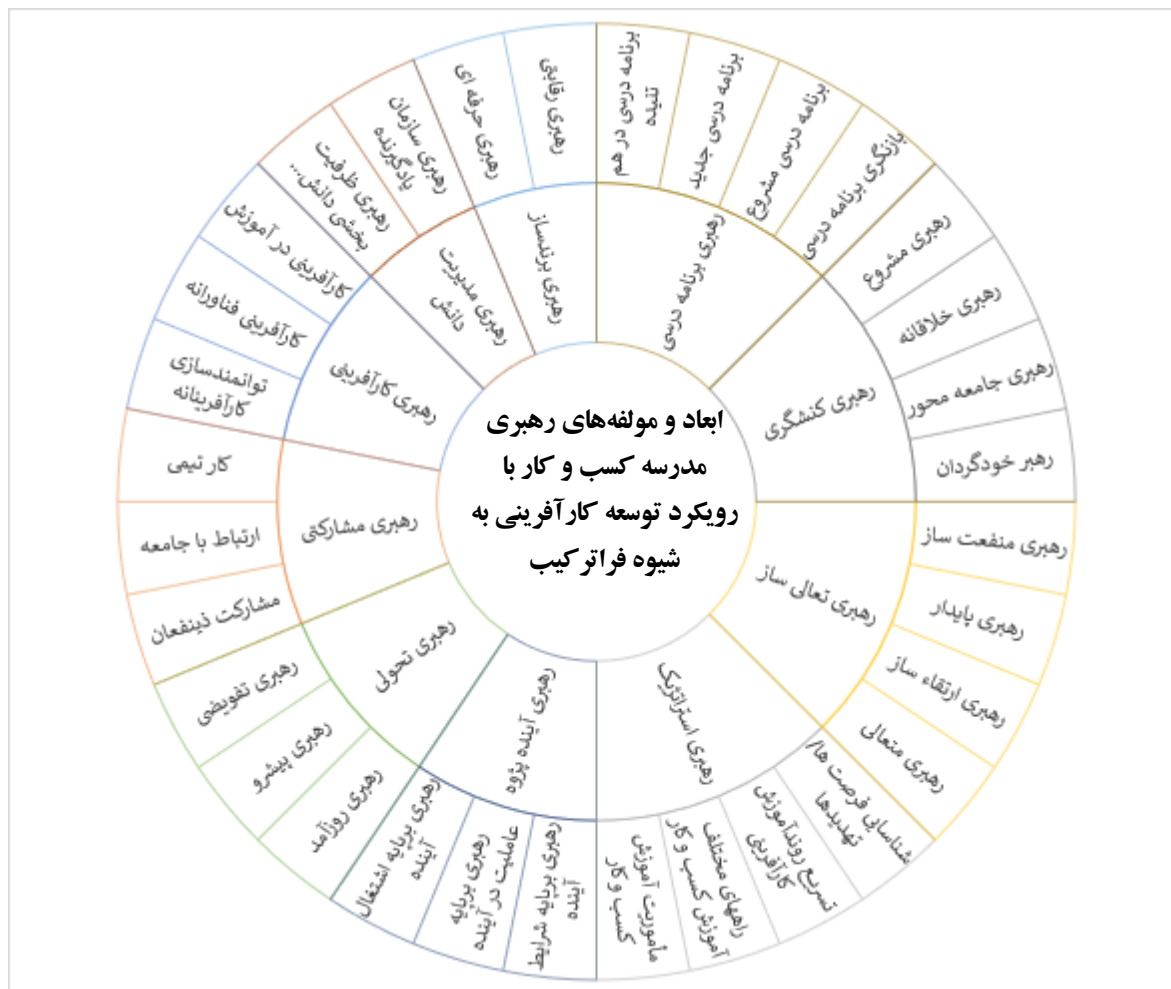 ابعاد و مولفه‌های رهبری
مدرسه کسب و کار با
رویکرد توسعه کارآفرینی به
شیوه فراترکیب
رهبری برنامه درسی
برنامه درسی در هم
تنیده
برنامه درسی جدید
برنامه درسی مشروع
بازنگری برنامه درسی
رهبری کنشگری
رهبری مشروع
رهبری خلاقانه
رهبری جامعه محور
رهبر خودگردان
رهبری تعالی ساز
رهبری منفعت ساز
رهبری پایدار
رهبری ارتقاء ساز
رهبری متعالی
رهبری استراتژیک
شناسایی فرصت ها/
تهدیدها
تسریع روندآموزش
کارآفرینی
راههای مختلف
آموزش کسب و کار
مأموریت آموزش
کسب و کار
رهبری آینده پژوه
رهبری برپایه شرایط
آینده
رهبری برپایه
عاملیت در آینده
رهبری برپایه اشتغال
آینده
رهبری تحولی
رهبری روزآمد
رهبری پیشرو
رهبری تفویضی
رهبری مشارکتی
مشارکت ذینفعان
ارتباط با جامعه
کار تیمی
رهبری کارآفرینی
توانمندسازی
کارآفرینانه
کارآفرینی فناورانه
کارآفرینی در آموزش
رهبری مدیریت
دانش
رهبری ظرفیت
بخشی دانش...
رهبری سازمان
یادگیرنده
رهبری برندساز
رهبری حرفه ای
رهبری رقابتی